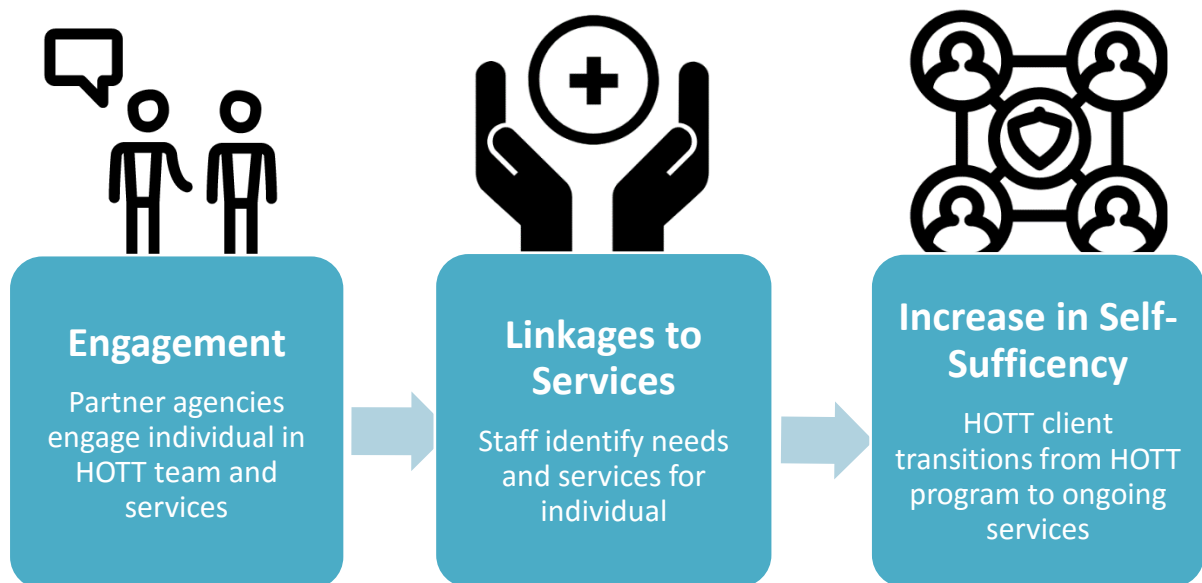 Engagement
Partner agencies
engage individual in
HOTT team and
services
Linkages to
Services
Staff identify needs
and services for
individual
Increase in Self-
Sufficency
HOTT client
transitions from HOTT
program to ongoing
services